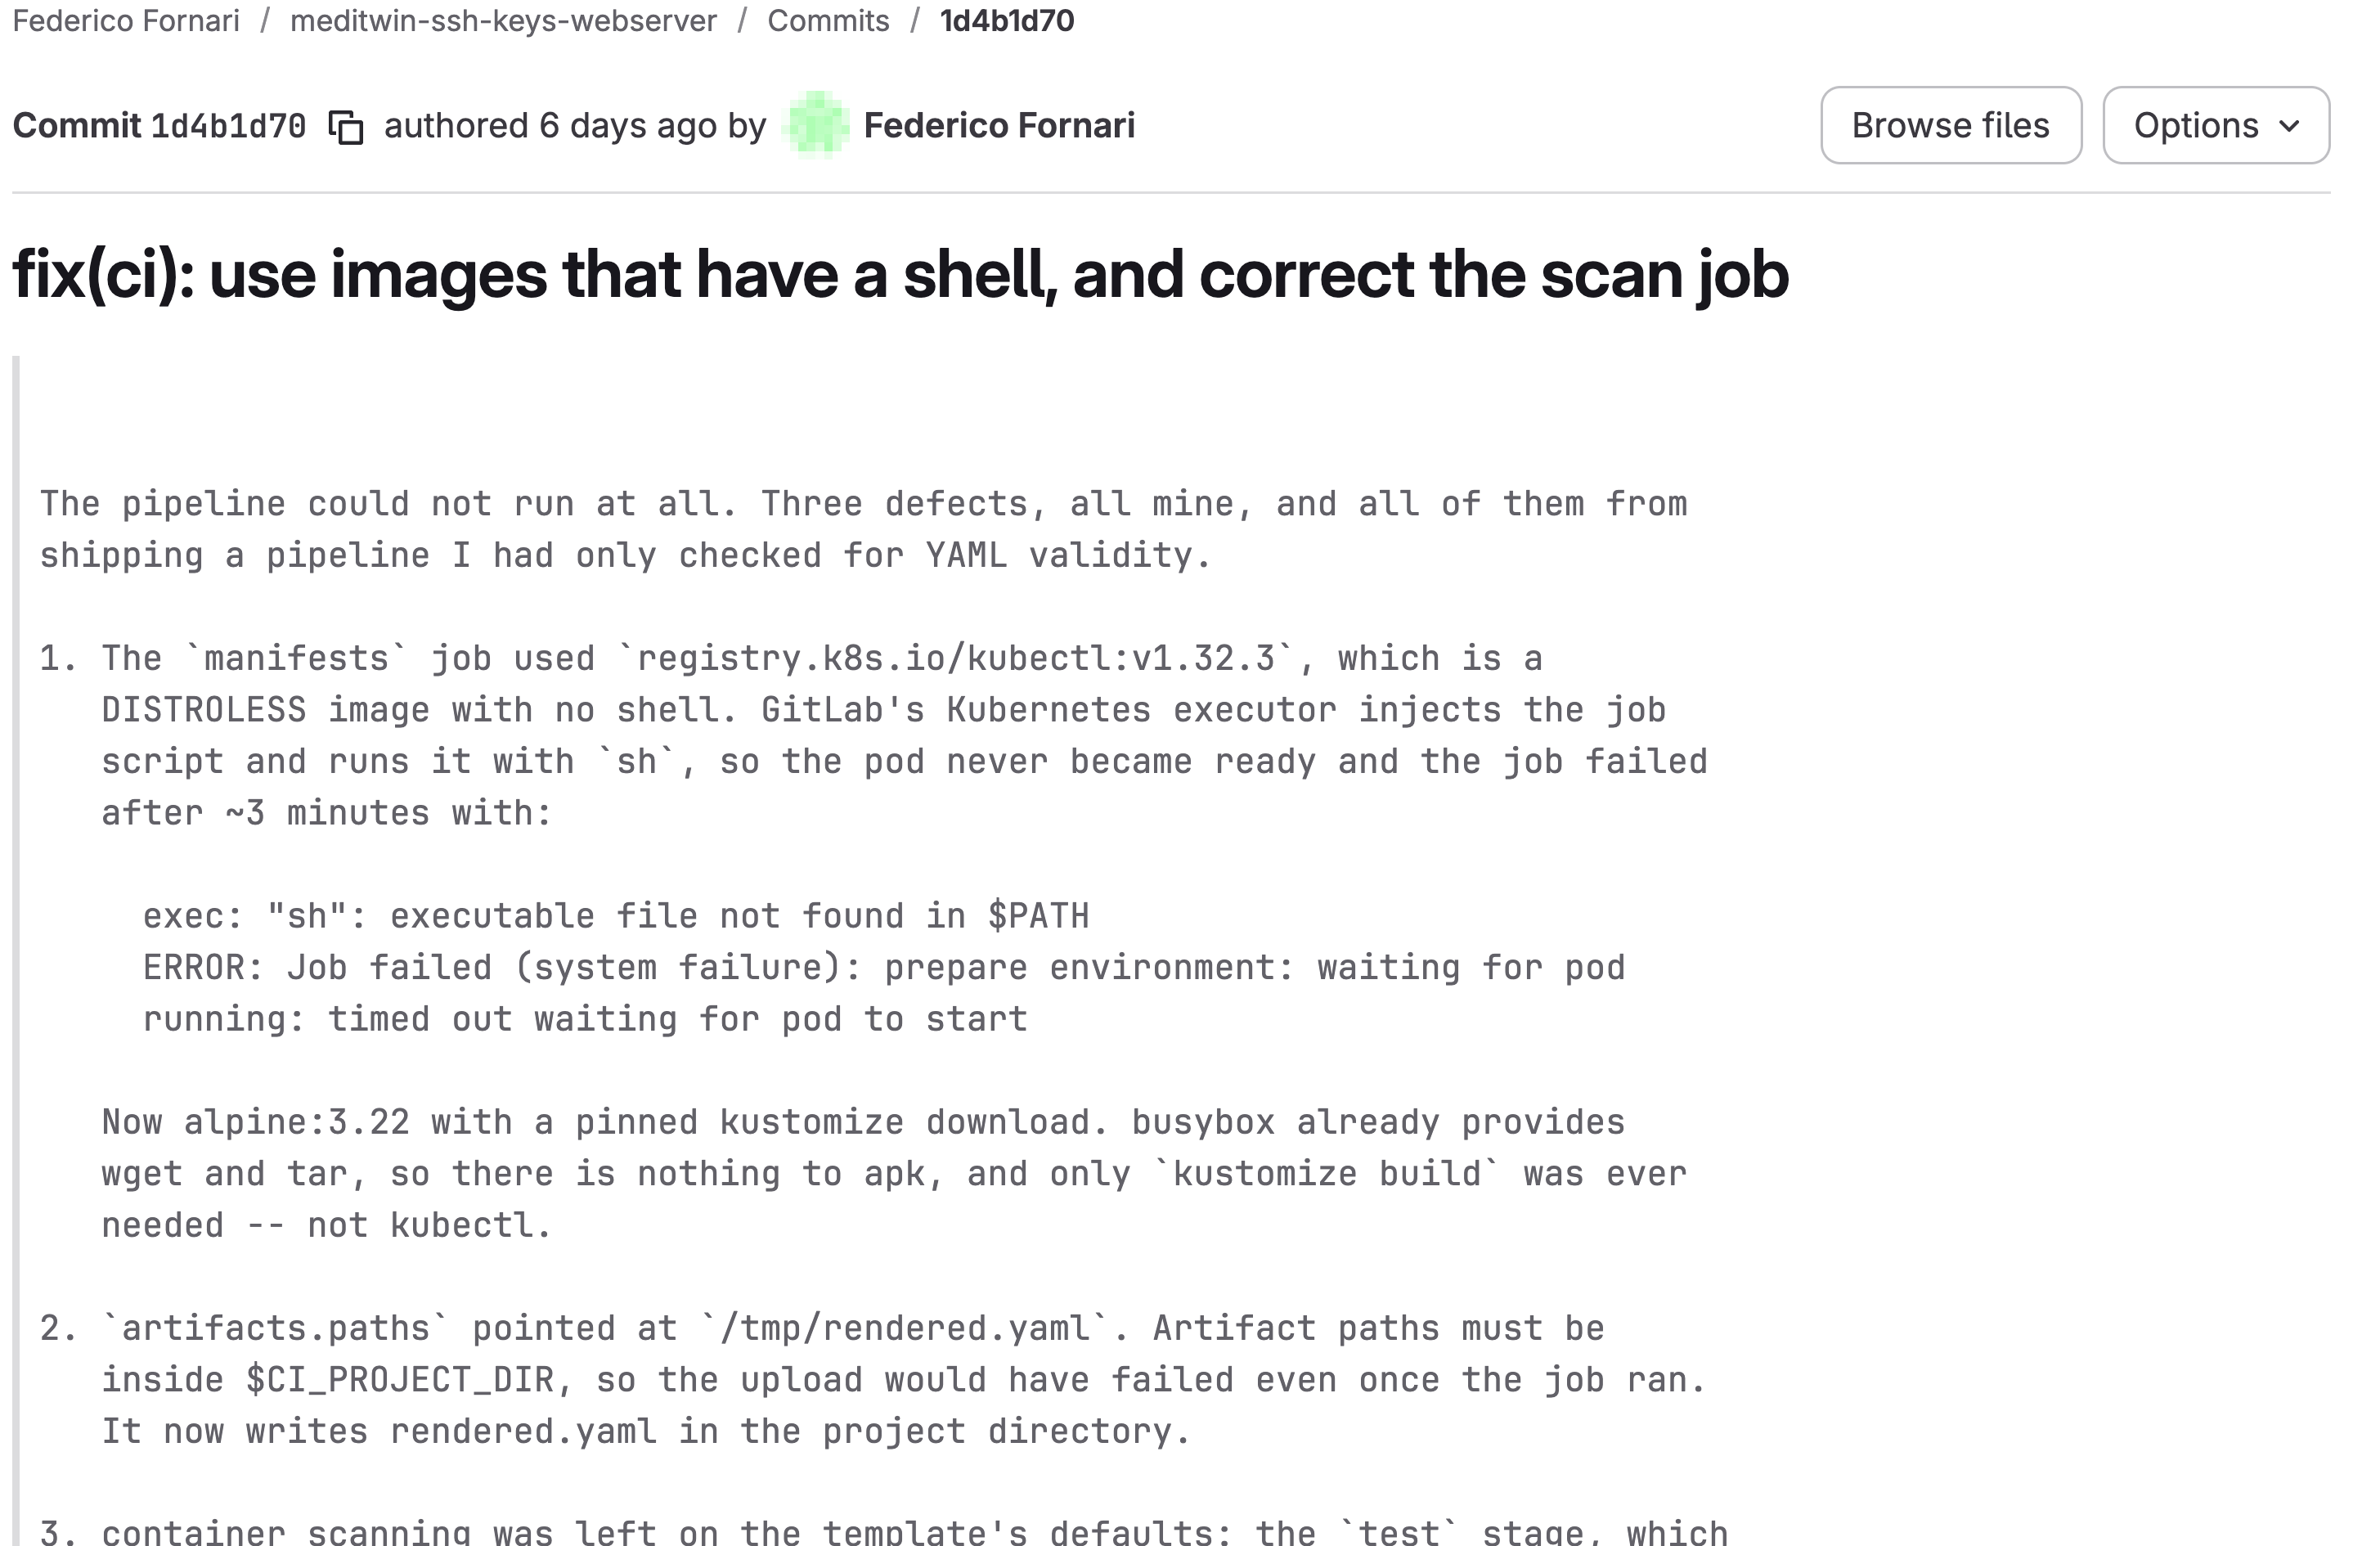 Federico Fornari / meditwin-ssh-keys-webserver / Commits / 1d4b1d70
Commit 1d4b1d70 authored 6 days ago by Federico Fornari Browse files Options
fix(ci): use images that have a shell, and correct the scan job
The pipeline could not run at all. Three defects, all mine, and all of them from
shipping a pipeline I had only checked for YAML validity.
1. The `manifests` job used `registry.k8s.io/kubectl:v1.32.3`, which is a
DISTROLESS image with no shell. GitLab's Kubernetes executor injects the job
script and runs it with `sh`, so the pod never became ready and the job failed
after ~3 minutes with:
exec: "sh": executable file not found in $PATH
ERROR: Job failed (system failure): prepare environment: waiting for pod
running: timed out waiting for pod to start
Now alpine:3.22 with a pinned kustomize download. busybox already provides
wget and tar, so there is nothing to apk, and only `kustomize build` was ever
needed -- not kubectl.
2. `artifacts.paths` pointed at `/tmp/rendered.yaml`. Artifact paths must be
inside $CI_PROJECT_DIR, so the upload would have failed even once the job ran.
It now writes rendered.yaml in the project directory.
3. container scanning was left on the template's defaults: the `test` stage, which